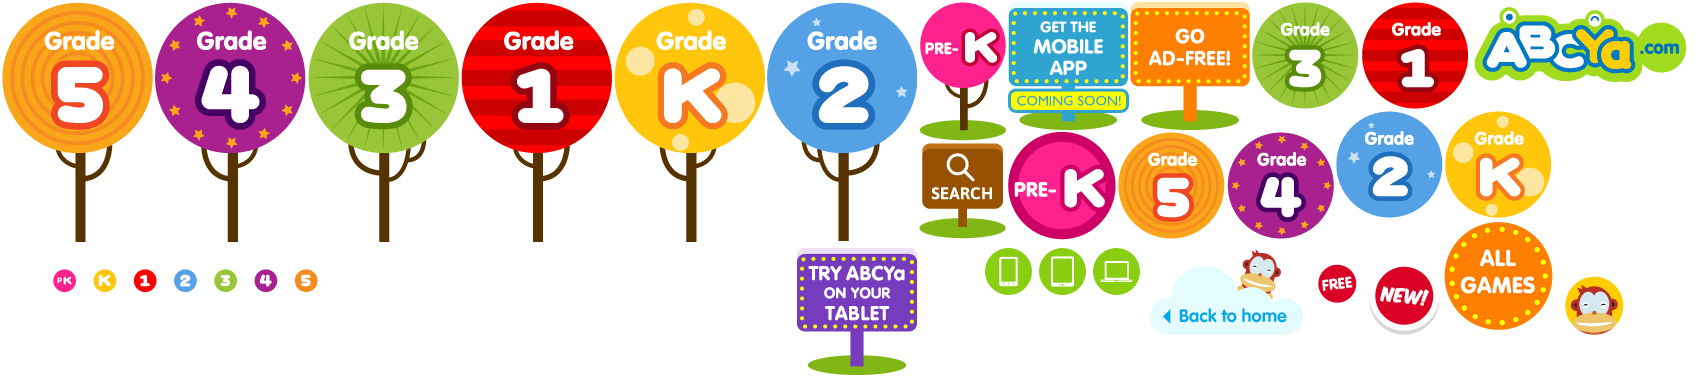 Grade
5
Grade
4
Grade
3
Grade
1
Grade
K
Grade
2
PRE-K
GET THE
MOBILE
APP
COMING SOON!
GO
AD-FREE!
Grade
3
Grade
1
ABCYa.com
SEARCH
PRE-K
Grade
5
Grade
4
Grade
2
Grade
K
PK
K
1
2
3
4
5
TRY ABCYa
ON YOUR
TABLET
Back to home
FREE
NEW!
ALL
GAMES